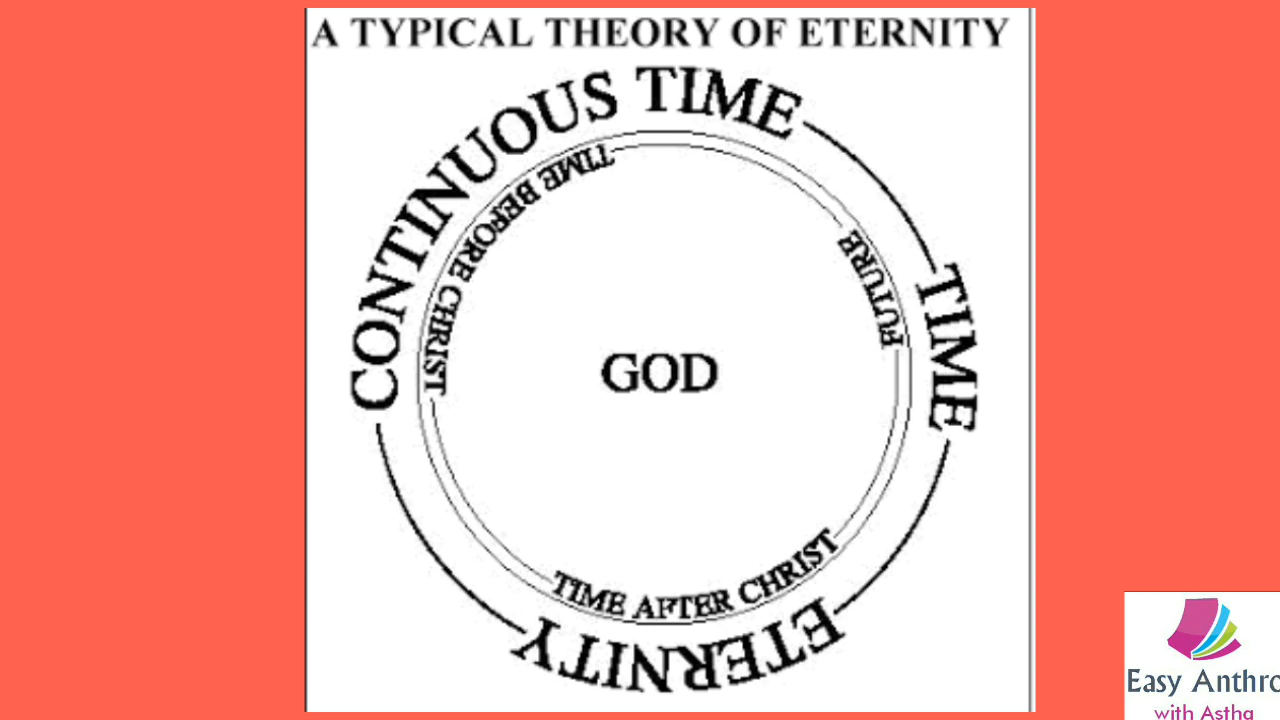 A TYPICAL THEORY OF ETERNITY
CONTINUOUS TIME
TIME
ETERNITY
TIME BEFORE CHRIST
FUTURE
TIME AFTER CHRIST
GOD
Easy Anthro
with Astha